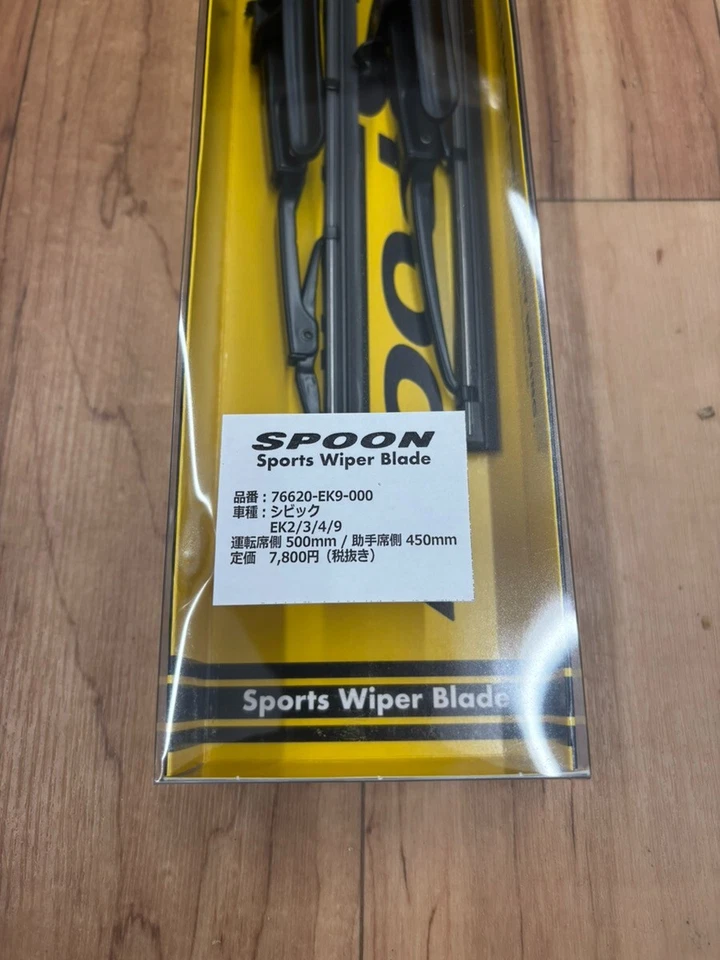 SPOON
Sports Wiper Blade
品番：76620-EK9-000
車種：シビック
EK2/3/4/9
運転席側 500mm / 助手席側 450mm
定価　7,800円（税抜き）
Sports Wiper Blade